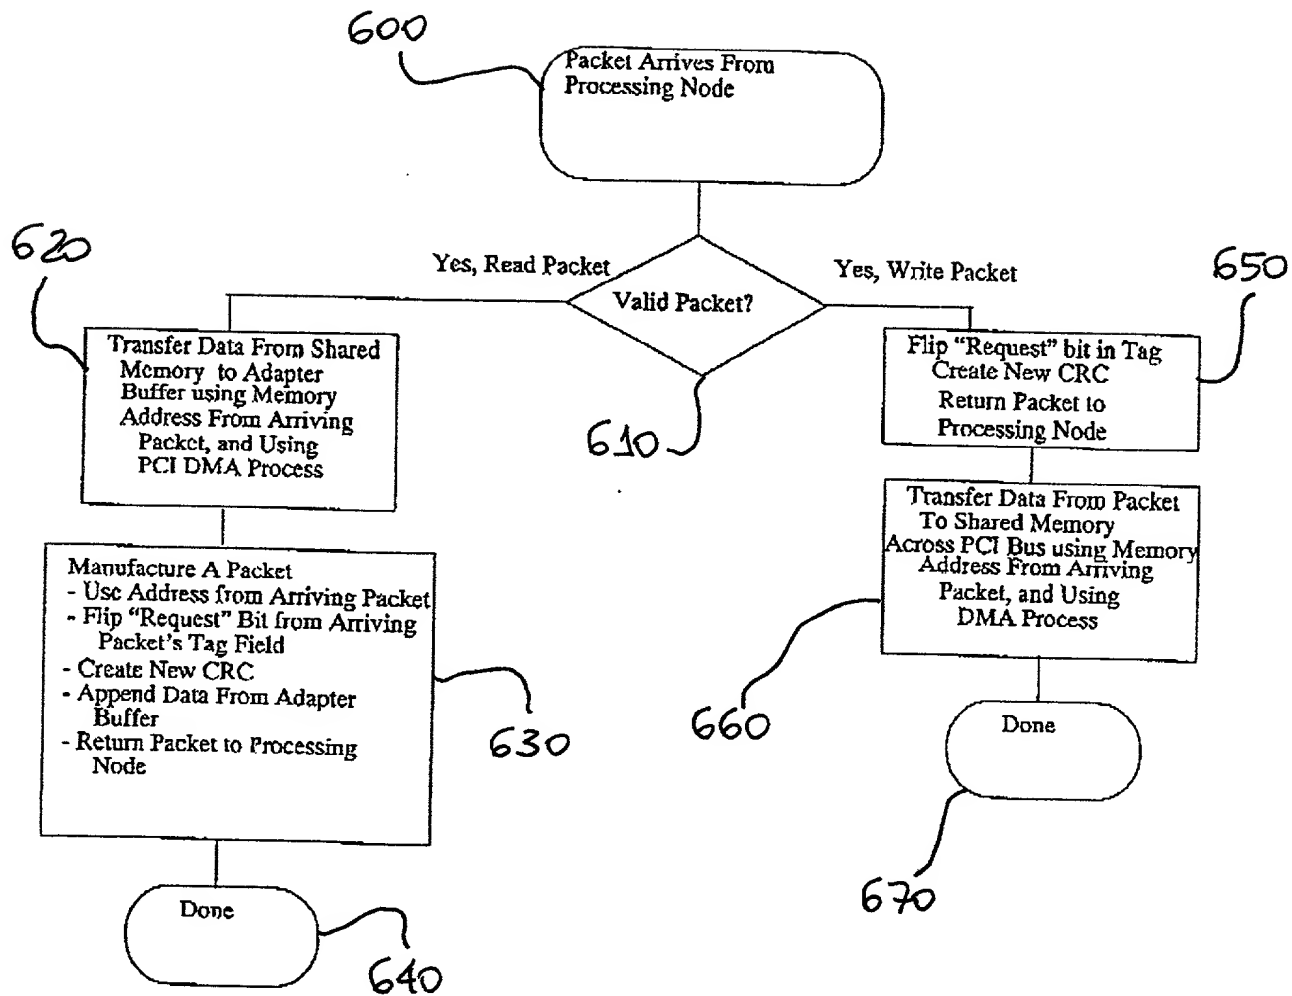 600
Packet Arrives From
Processing Node
620
Yes, Read Packet
Valid Packet?
Yes, Write Packet
650
610
Transfer Data From Shared
Memory to Adapter
Buffer using Memory
Address From Arriving
Packet, and Using
PCI DMA Process
Manufacture A Packet
- Use Address from Arriving Packet
- Flip "Request" Bit from Arriving
Packet's Tag Field
- Create New CRC
- Append Data From Adapter
Buffer
- Return Packet to Processing
Node
630
Done
640
Flip "Request" bit in Tag
Create New CRC
Return Packet to
Processing Node
Transfer Data From Packet
To Shared Memory
Across PCI Bus using Memory
Address From Arriving
Packet, and Using
DMA Process
660
Done
670